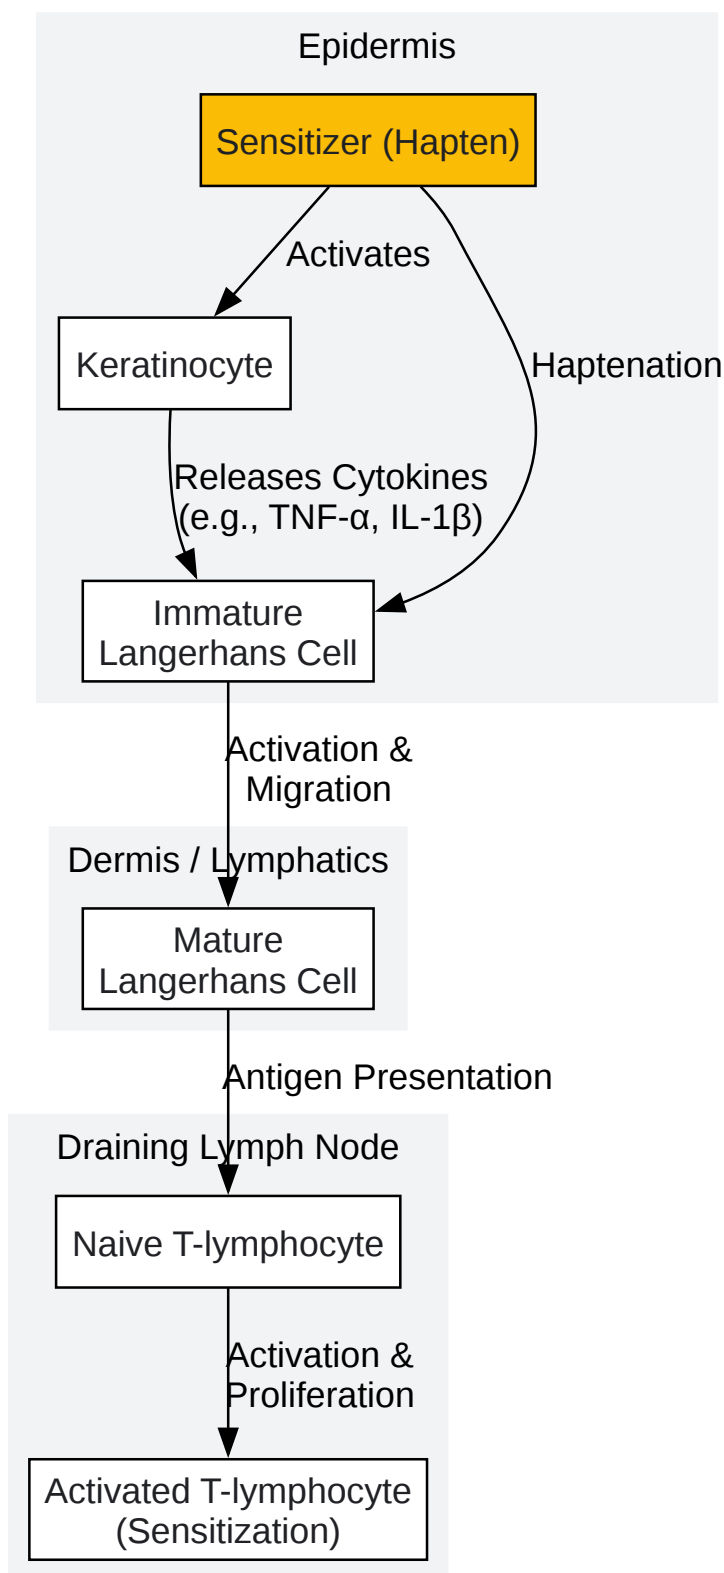 Epidermis
Sensitizer (Hapten)
Activates
Keratinocyte
Haptenation
Releases Cytokines
(e.g., TNF-α, IL-1β)
Immature
Langerhans Cell
Activation &
Migration
Dermis / Lymphatics
Mature
Langerhans Cell
Antigen Presentation
Draining Lymph Node
Naive T-lymphocyte
Activation &
Proliferation
Activated T-lymphocyte
(Sensitization)